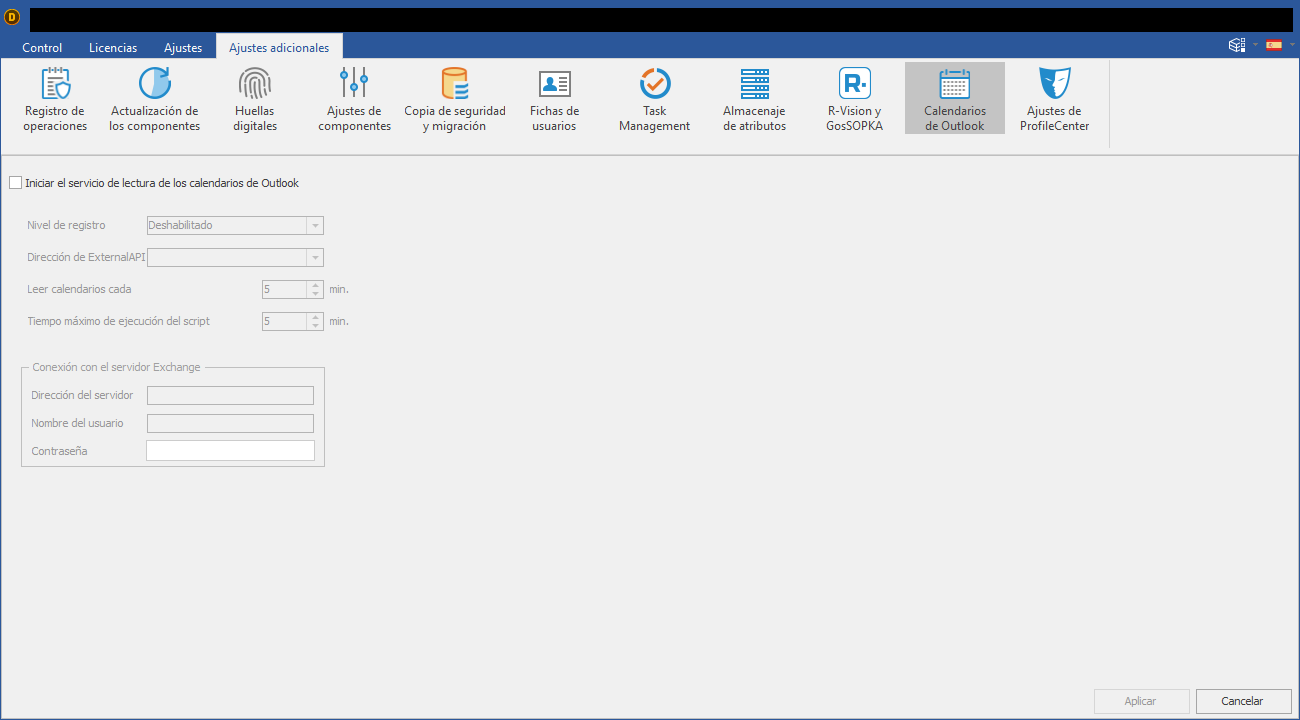 D
Control Licencias Ajustes Ajustes adicionales
Registro de operaciones
Actualización de los componentes
Huellas digitales
Ajustes de componentes
Copia de seguridad y migración
Fichas de usuarios
Task Management
Almacenaje de atributos
R-Vision y GosSOPKA
Calendarios de Outlook
Ajustes de ProfileCenter
Iniciar el servicio de lectura de los calendarios de Outlook
Nivel de registro Deshabilitado
Dirección de ExternalAPI
Leer calendarios cada 5 min.
Tiempo máximo de ejecución del script 5 min.
Conexión con el servidor Exchange
Dirección del servidor
Nombre del usuario
Contraseña
Aplicar Cancelar